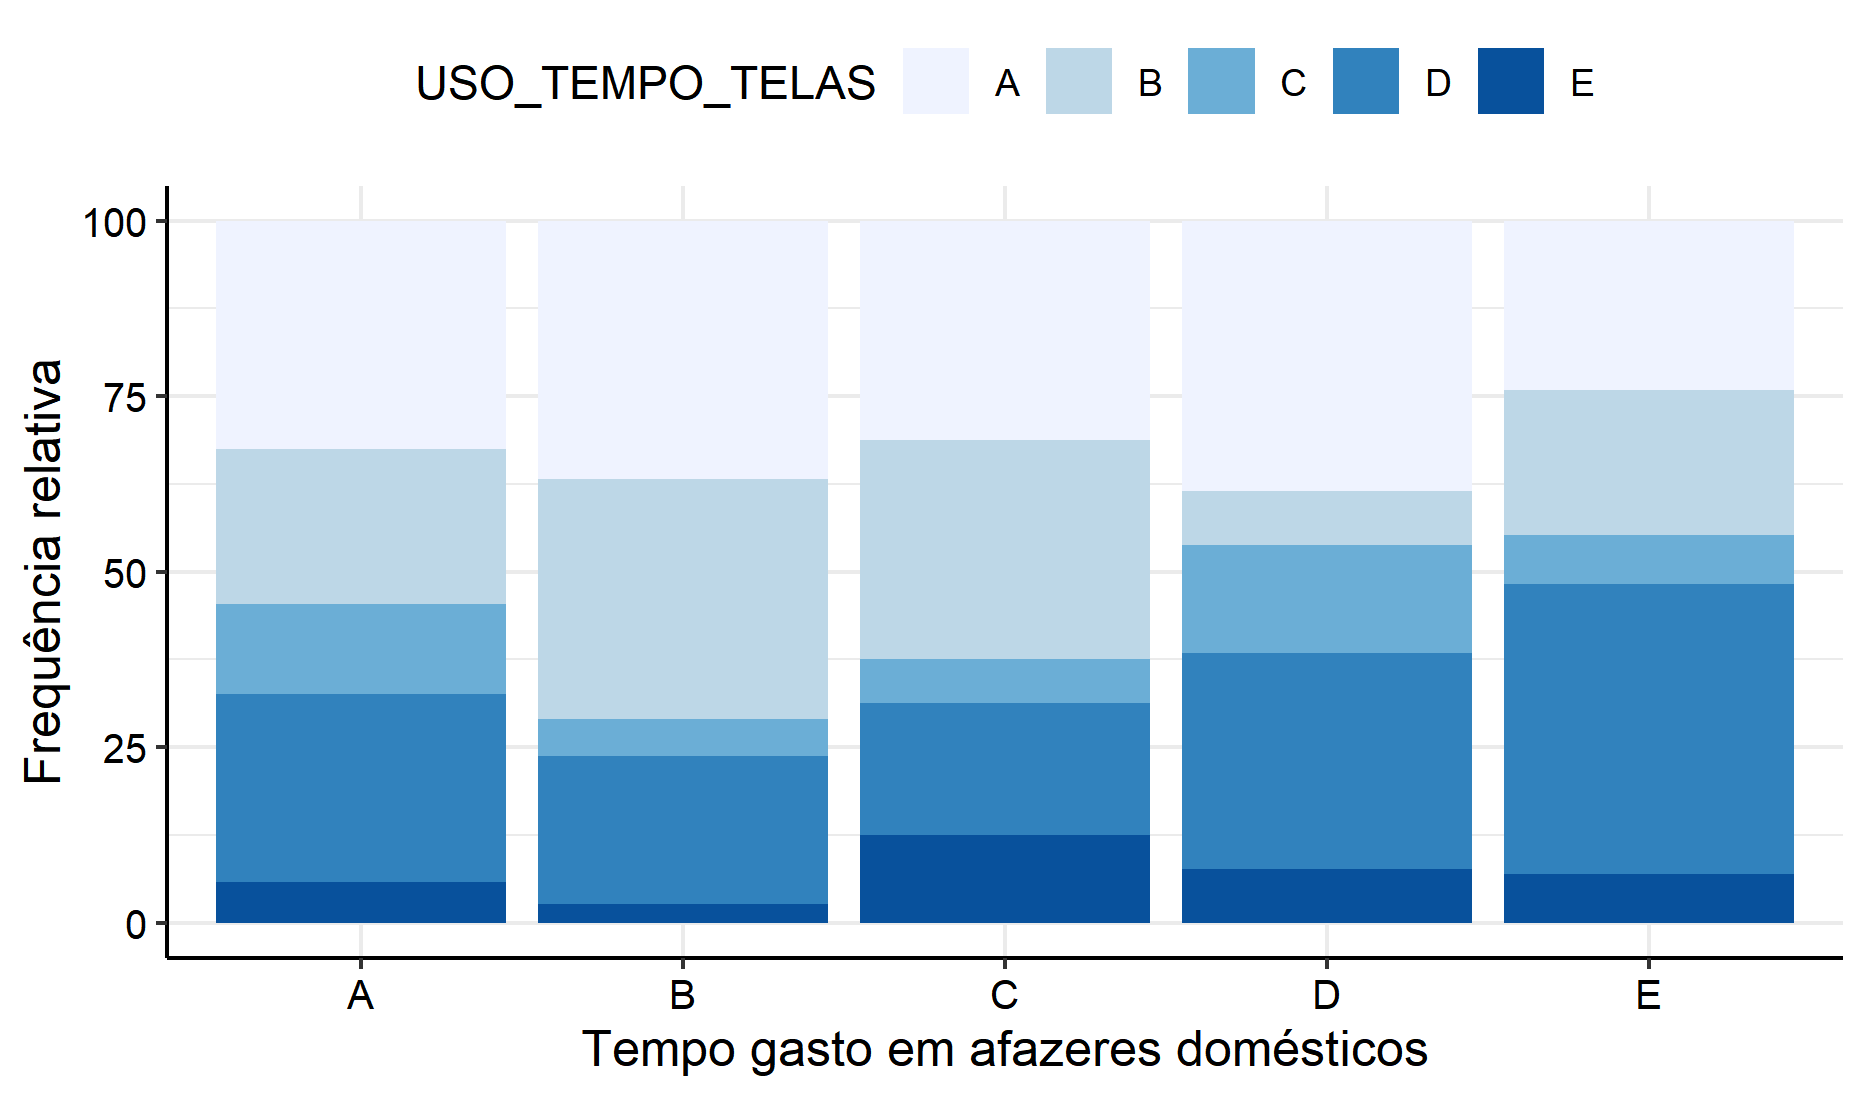 USO_TEMPO_TELAS A B C D E
100
75
50
25
0
Frequência relativa
A B C D E
Tempo gasto em afazeres domésticos